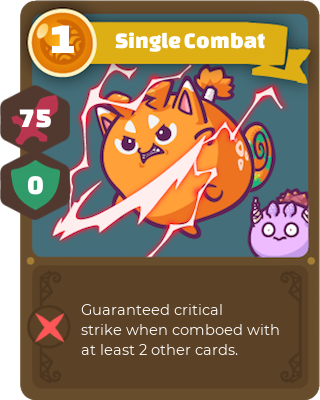 1
Single Combat
75
0
Guaranteed critical
strike when comboed with
at least 2 other cards.